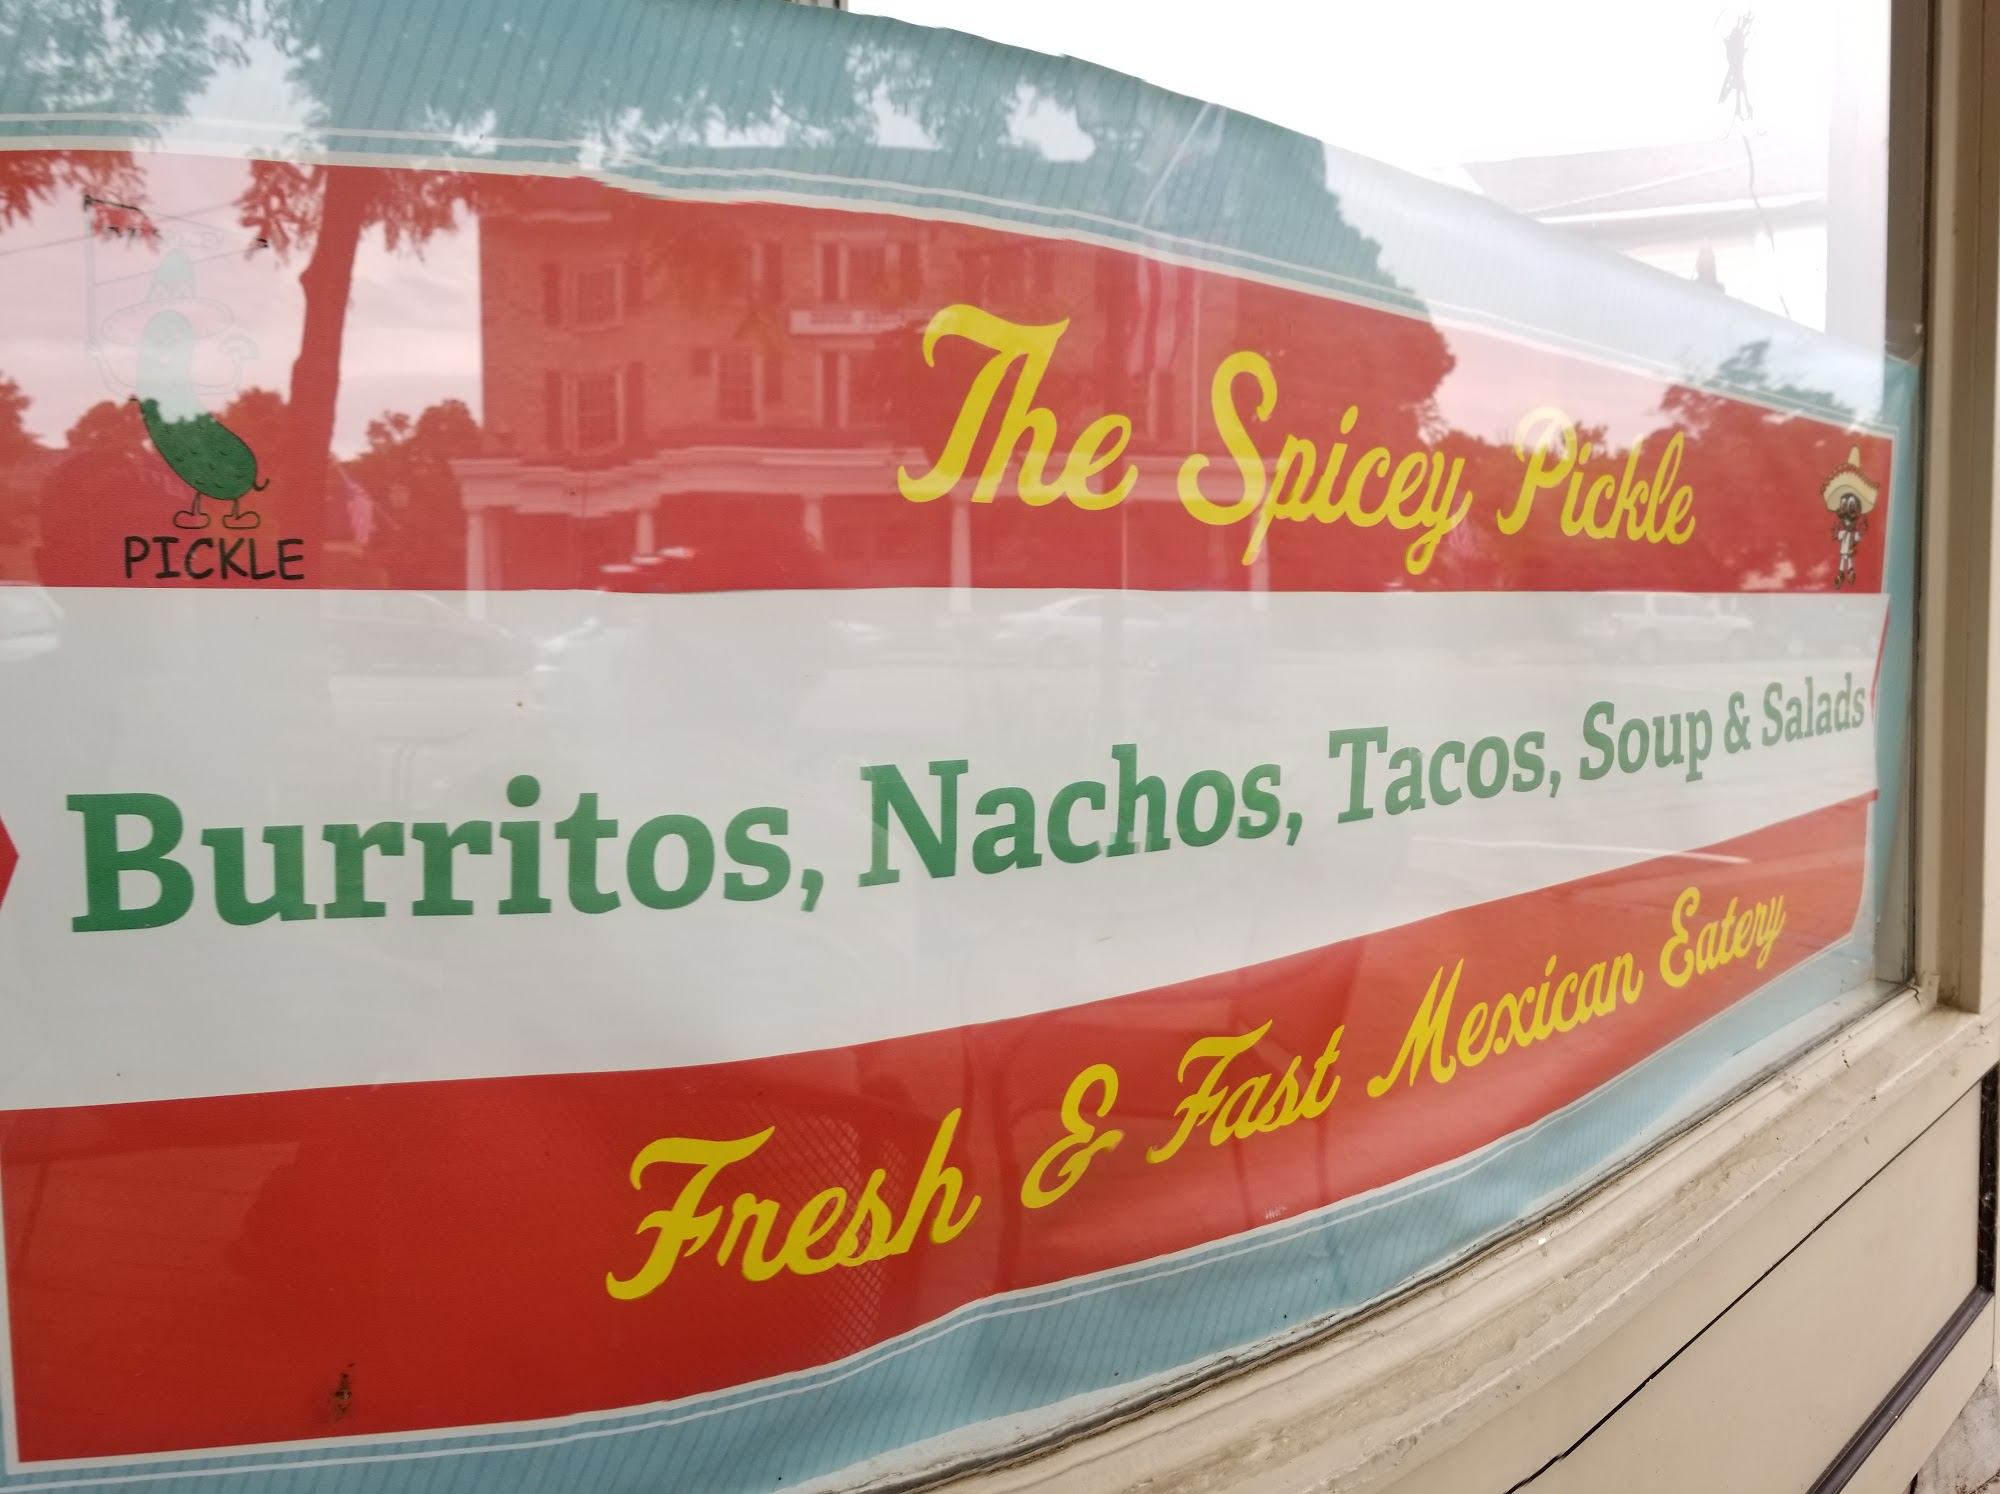 The Spicey Pickle
PICKLE
Burritos, Nachos, Tacos, Soup & Salads
Fresh & Fast Mexican Eatery